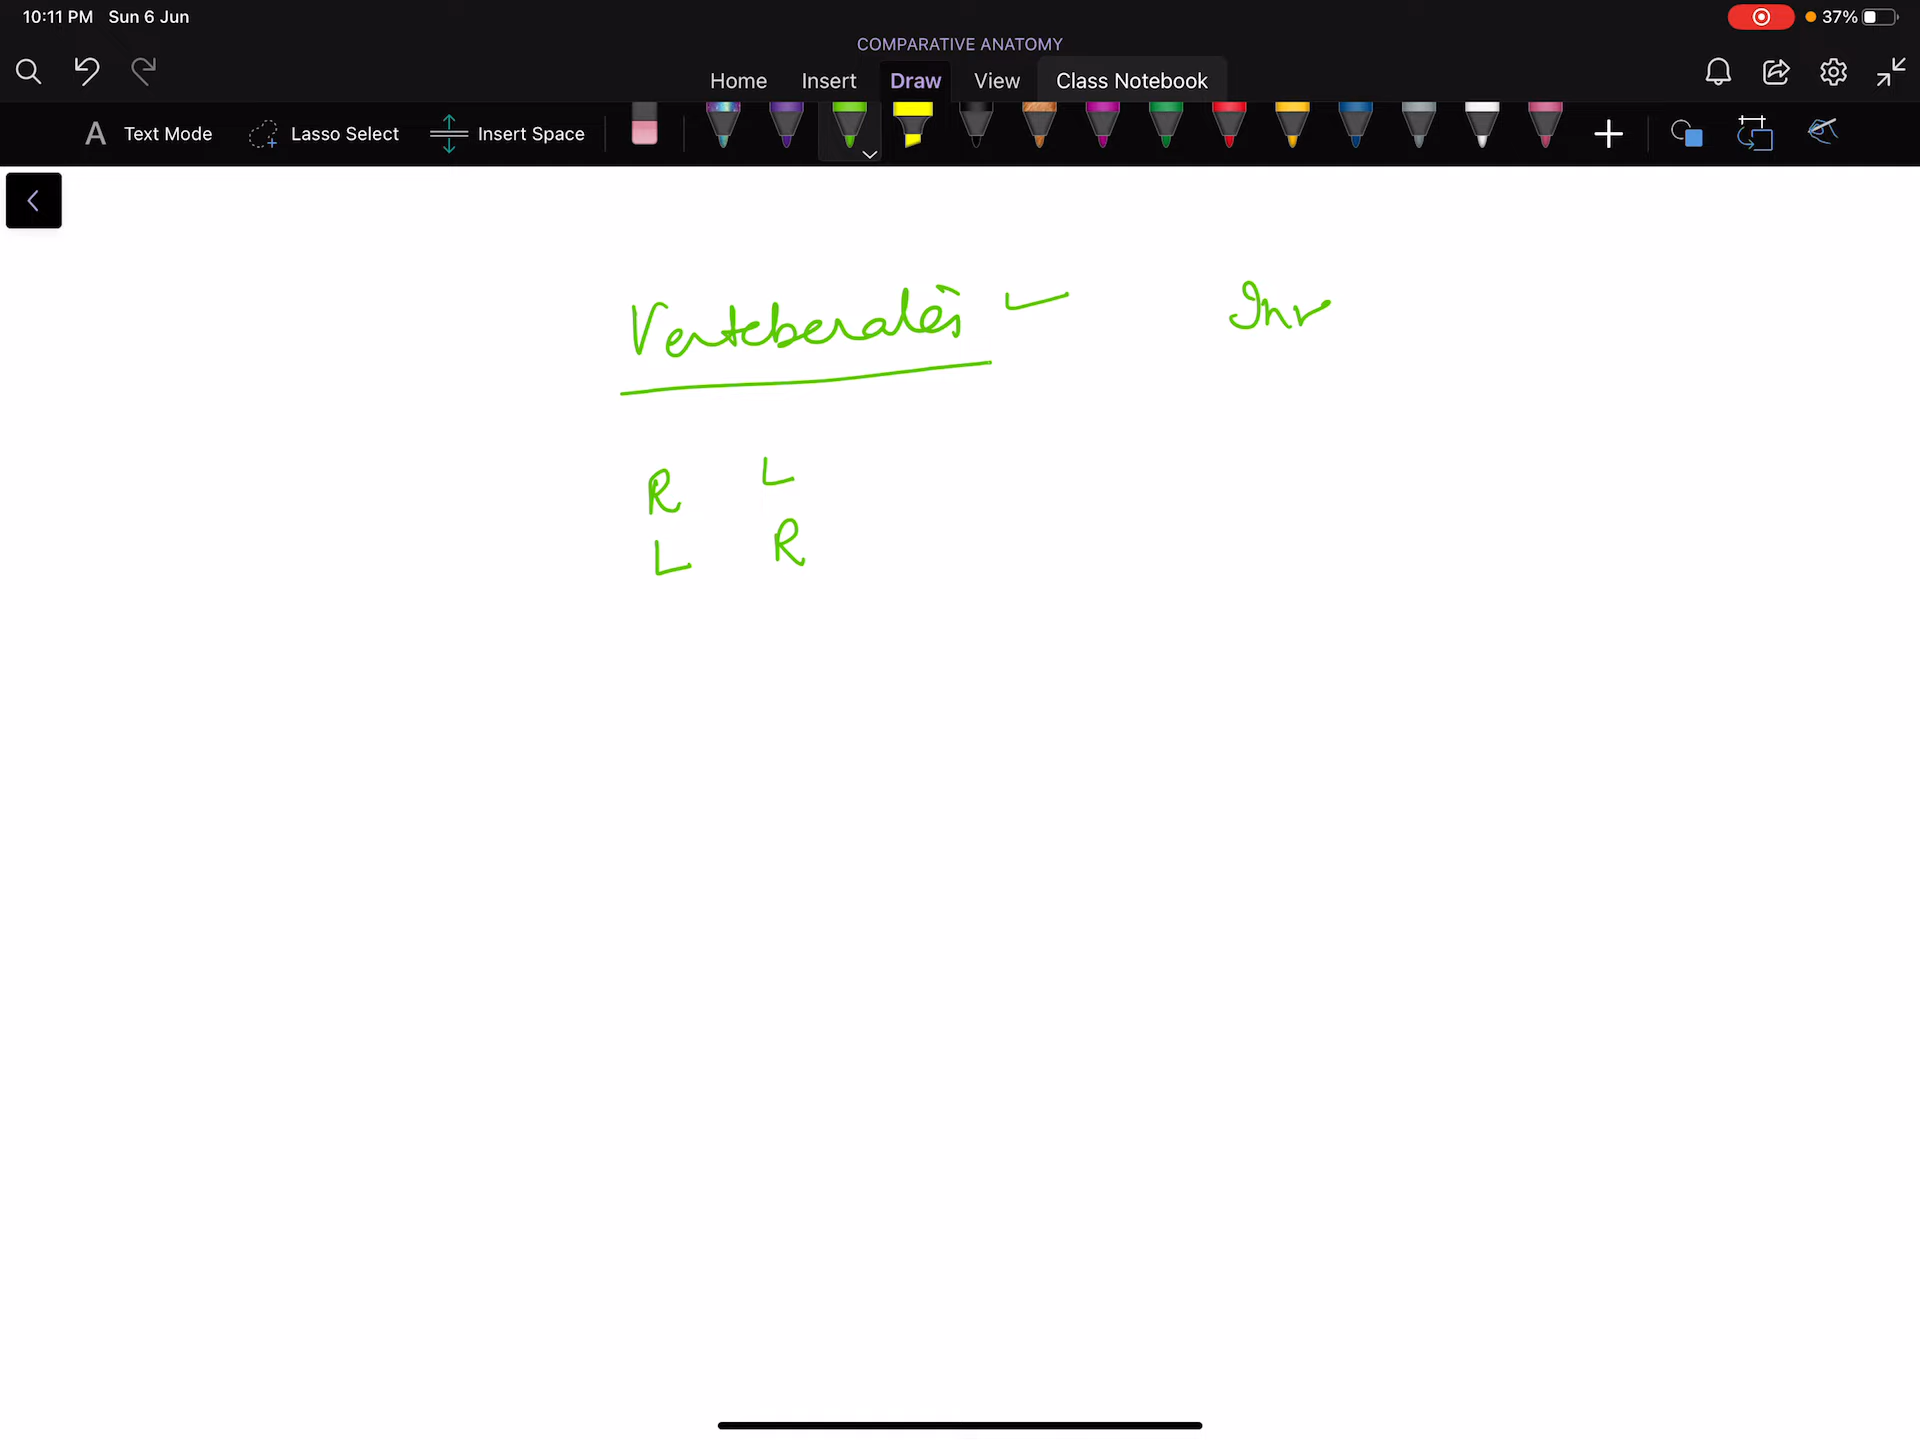 10:11 PM Sun 6 Jun 37%
COMPARATIVE ANATOMY
Home Insert Draw View Class Notebook
A Text Mode Lasso Select Insert Space
Verteberates Inv
R L
L R